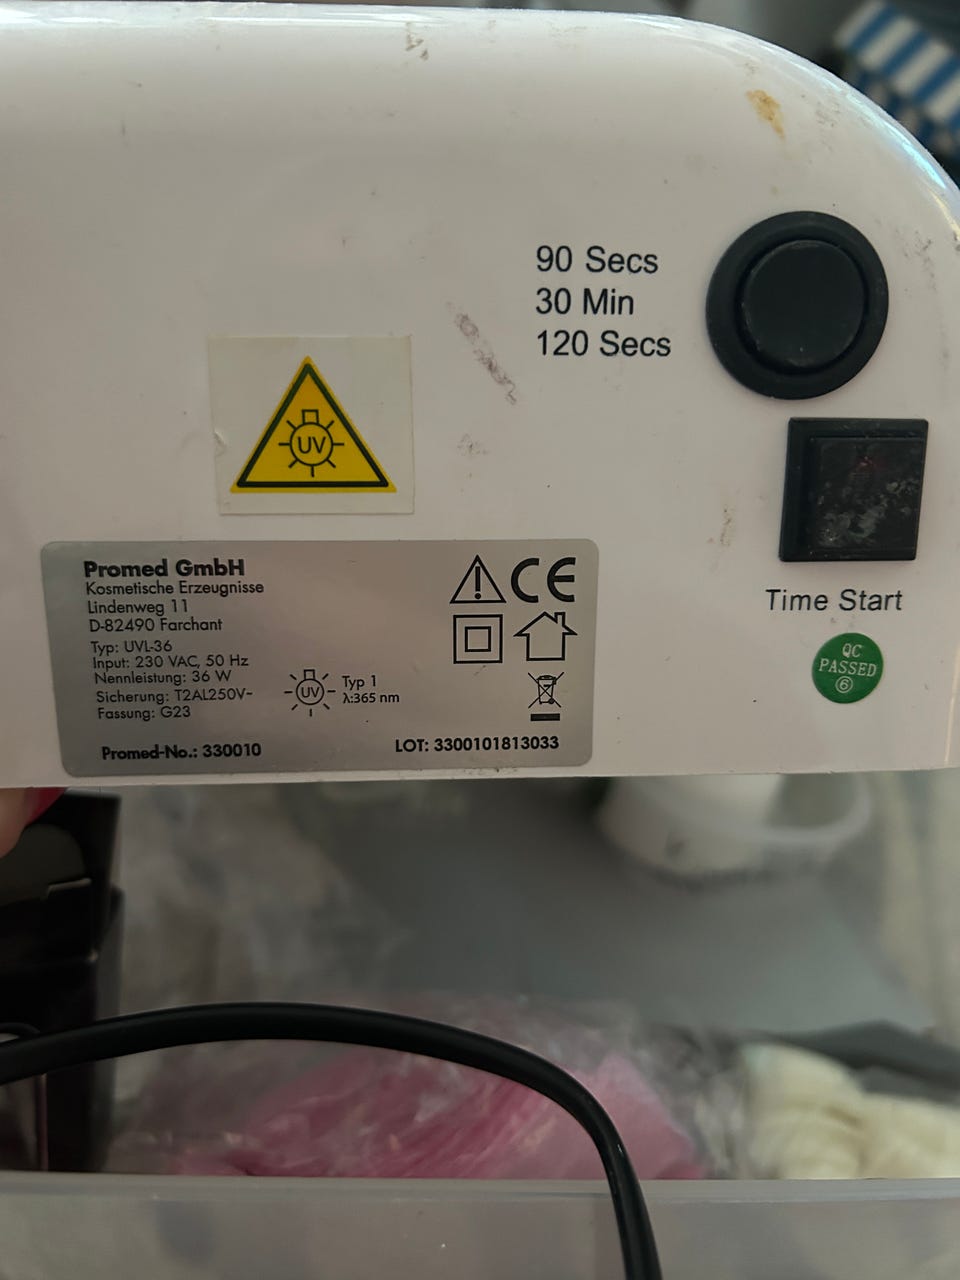 90 Secs
30 Min
120 Secs
UV
Time Start
QC
PASSED
6
Promed GmbH
Kosmetische Erzeugnisse
Lindenweg 11
D-82490 Farchant
Typ: UVL-36
Input: 230 VAC, 50 Hz
Nennleistung: 36 W
Sicherung: T2AL250V~
Fassung: G23
UV
Typ 1
λ:365 nm
CE
Promed-No.: 330010
LOT: 3300101813033